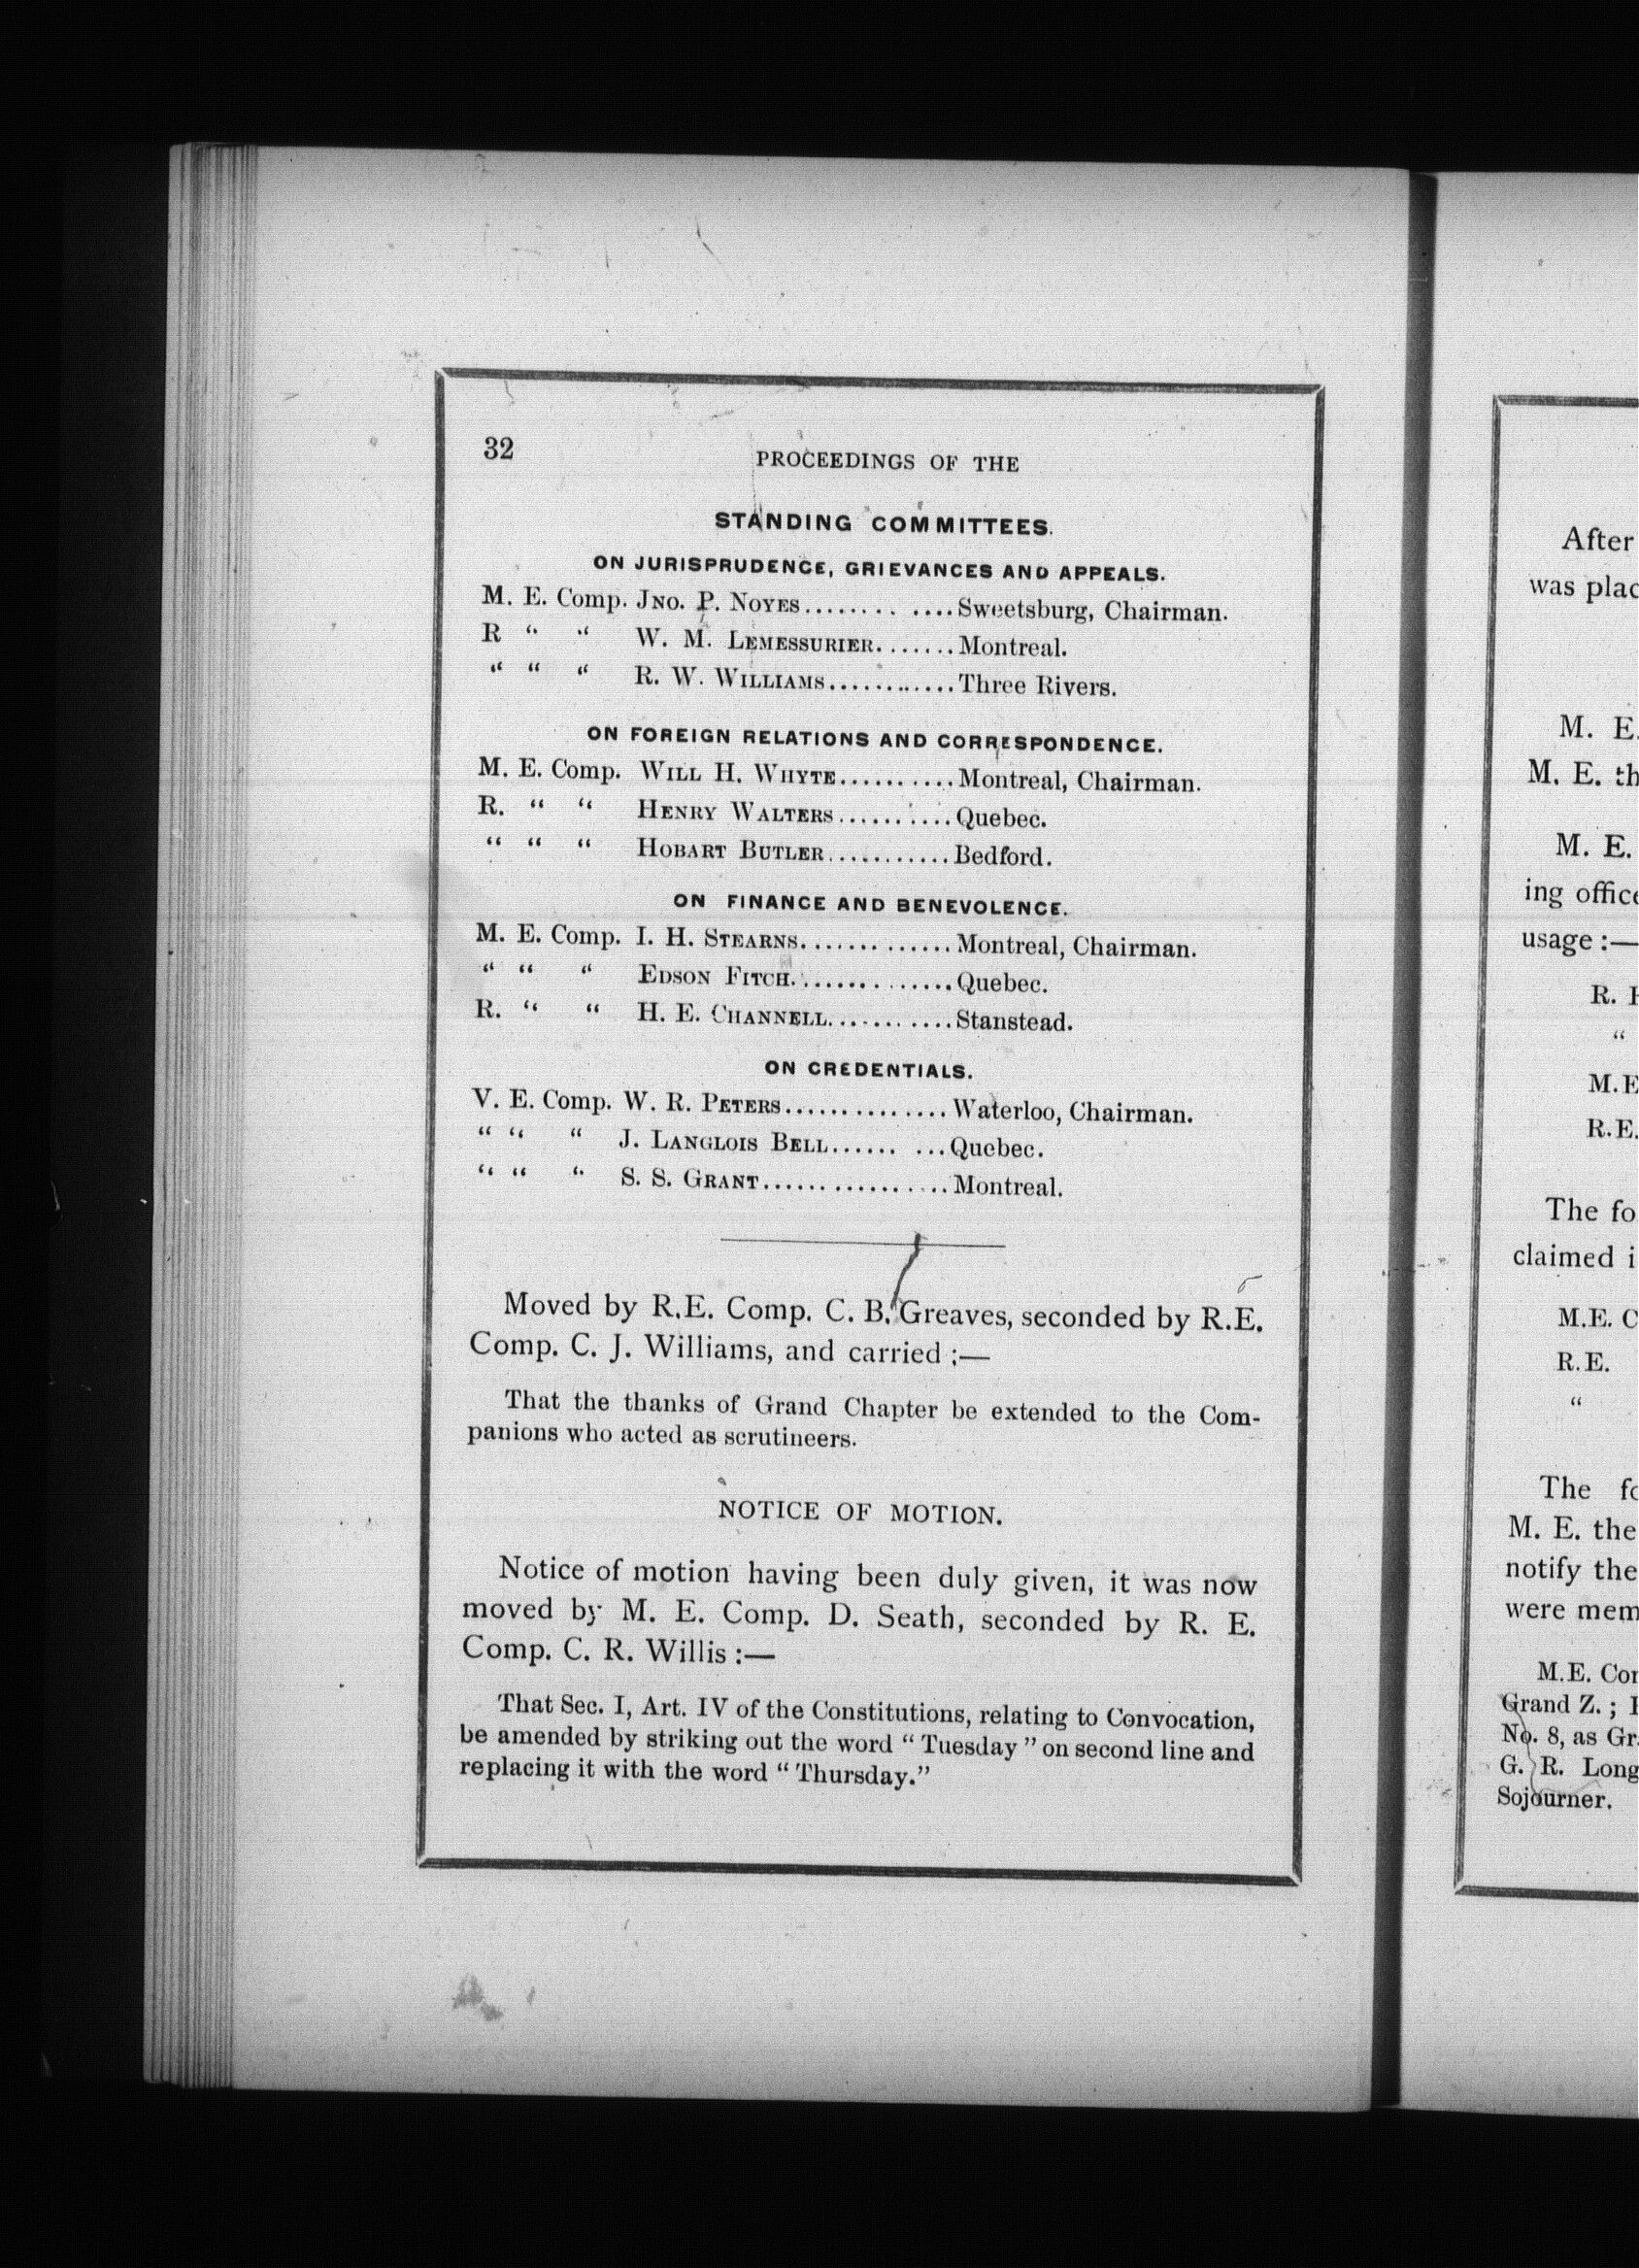 32
PROCEEDINGS OF THE
STANDING COMMITTEES.
ON JURISPRUDENCE, GRIEVANCES AND APPEALS.
M. E. Comp. JNO. P. NOYES........ ....Sweetsburg, Chairman.
R “ “ W. M. LEMESSURIER.......Montreal.
“ “ “ R. W. WILLIAMS...........Three Rivers.
ON FOREIGN RELATIONS AND CORRESPONDENCE.
M. E. Comp. WILL H. WHYTE..........Montreal, Chairman.
R. “ “ HENRY WALTERS..........Quebec.
“ “ “ HOBART BUTLER...........Bedford.
ON FINANCE AND BENEVOLENCE.
M. E. Comp. I. H. STEARNS.............Montreal, Chairman.
“ “ “ EDSON FITCH..............Quebec.
R. “ “ H. E. CHANNELL...........Stanstead.
ON CREDENTIALS.
V. E. Comp. W. R. PETERS..............Waterloo, Chairman.
“ “ “ J. LANGLOIS BELL...... ...Quebec.
“ “ “ S. S. GRANT.................Montreal.
Moved by R.E. Comp. C. B. Greaves, seconded by R.E.
Comp. C. J. Williams, and carried :—
That the thanks of Grand Chapter be extended to the Com-
panions who acted as scrutineers.
NOTICE OF MOTION.
Notice of motion having been duly given, it was now
moved by M. E. Comp. D. Seath, seconded by R. E.
Comp. C. R. Willis :—
That Sec. I, Art. IV of the Constitutions, relating to Convocation,
be amended by striking out the word “ Tuesday ” on second line and
replacing it with the word “ Thursday.”
After
was plac
M. E.
M. E. th
M. E.
ing office
usage :—
R. E
“
M.E
R.E.
The fo
claimed i
M.E. C
R.E.
“
The fo
M. E. the
notify the
were mem
M.E. Com
Grand Z. ;
No. 8, as Gr
G. R. Long
Sojourner.